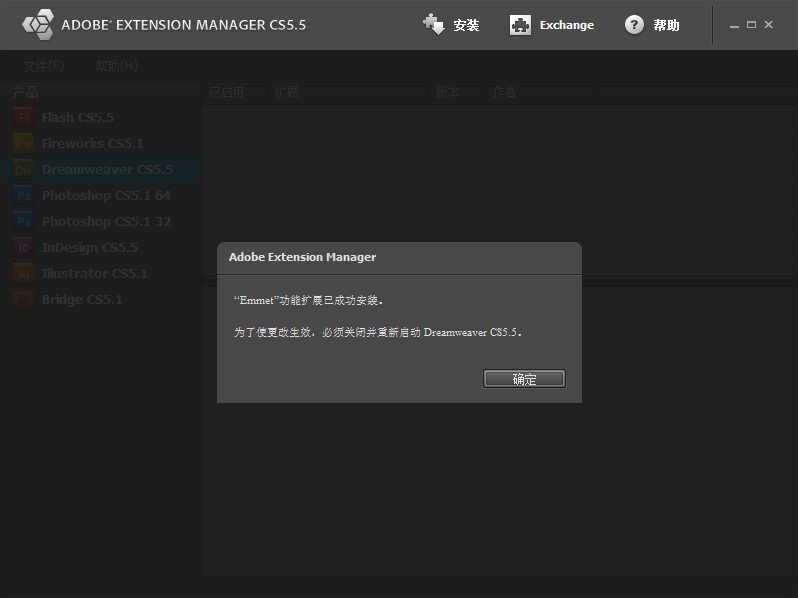 ADOBE® EXTENSION MANAGER CS5.5
安装
Exchange
? 帮助
文件(F) 帮助(H)
产品
已启用 扩展 版本 作者
Fl Flash CS5.5
Fw Fireworks CS5.1
Dw Dreamweaver CS5.5
Ps Photoshop CS5.1 64
Ps Photoshop CS5.1 32
ID InDesign CS5.5
Ai Illustrator CS5.1
Br Bridge CS5.1
Adobe Extension Manager
“Emmet”功能扩展已成功安装。
为了使更改生效，必须关闭并重新启动 Dreamweaver CS5.5。
确定